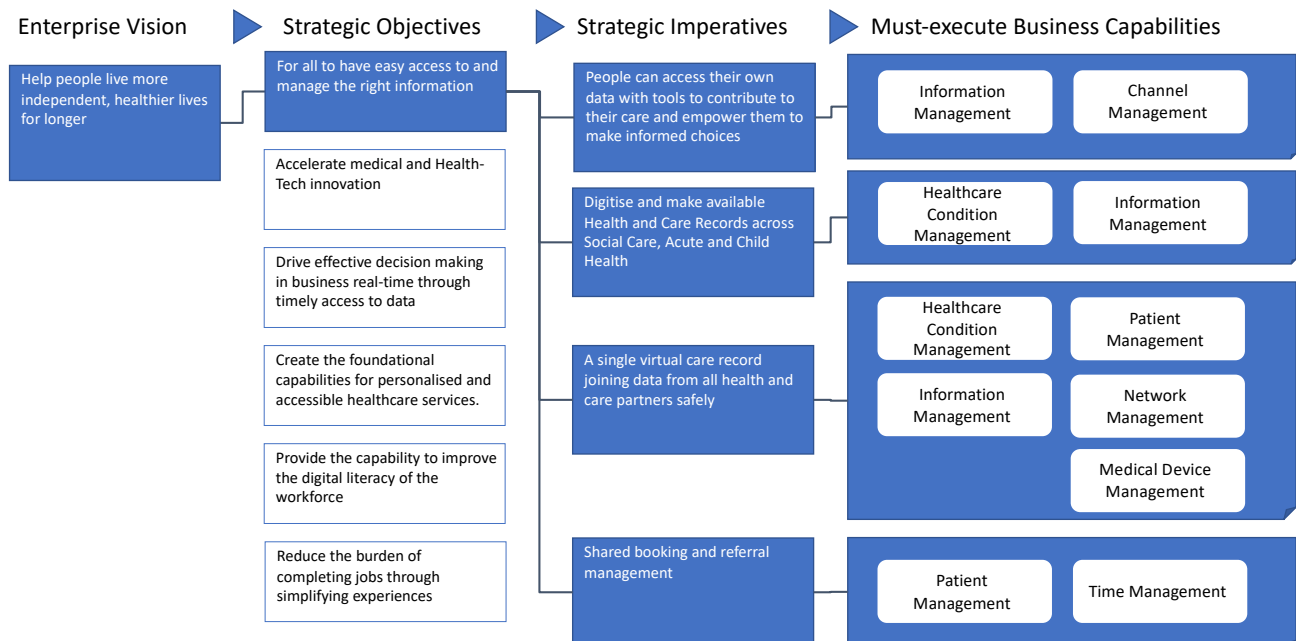 Enterprise Vision
Strategic Objectives
Strategic Imperatives
Must-execute Business Capabilities
Help people live more
independent, healthier lives
for longer
For all to have easy access to and
manage the right information
Accelerate medical and Health-
Tech innovation
Drive effective decision making
in business real-time through
timely access to data
Create the foundational
capabilities for personalised and
accessible healthcare services.
Provide the capability to improve
the digital literacy of the
workforce
Reduce the burden of
completing jobs through
simplifying experiences
People can access their own
data with tools to contribute to
their care and empower them to
make informed choices
Digitise and make available
Health and Care Records across
Social Care, Acute and Child
Health
A single virtual care record
joining data from all health and
care partners safely
Shared booking and referral
management
Information
Management
Channel
Management
Healthcare
Condition
Management
Information
Management
Healthcare
Condition
Management
Patient
Management
Information
Management
Network
Management
Medical Device
Management
Patient
Management
Time Management